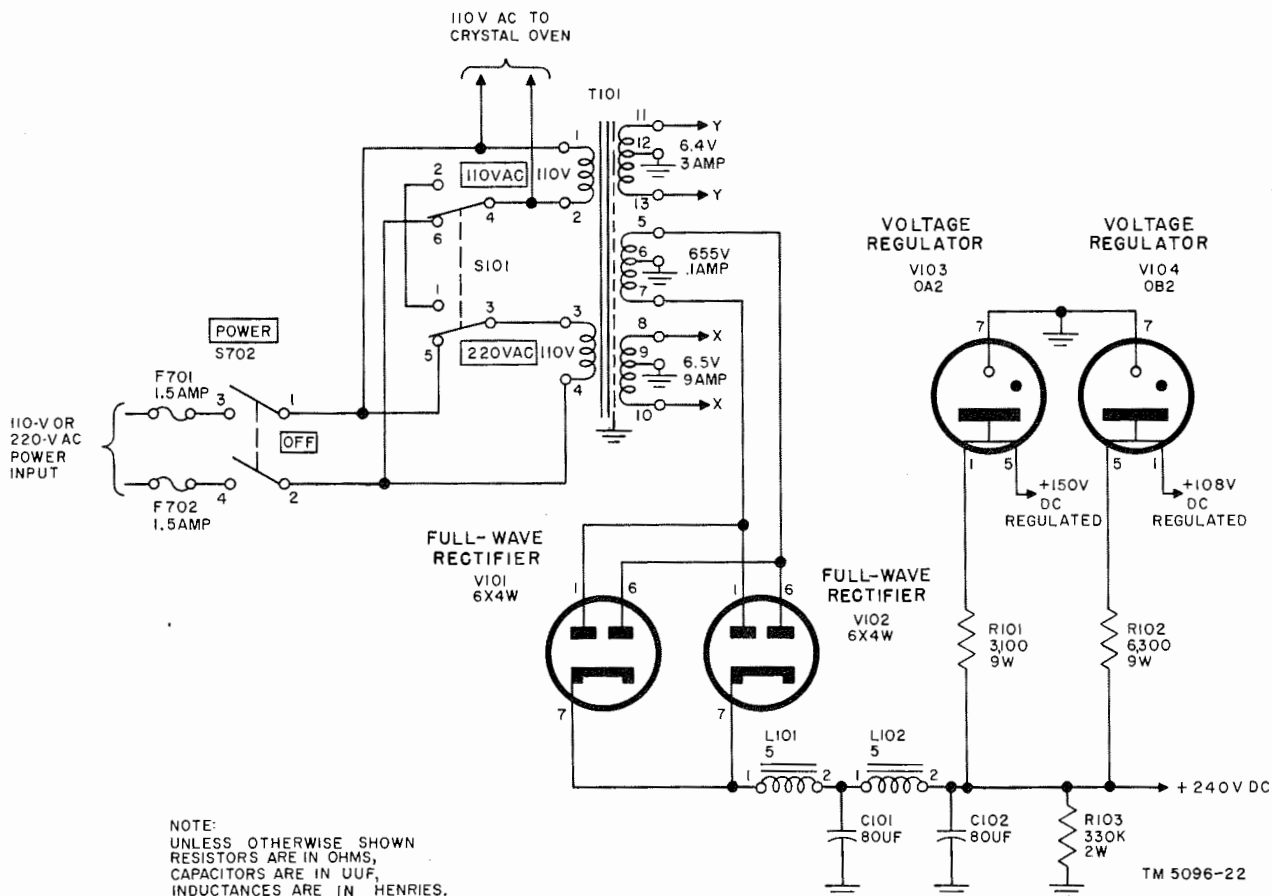 110V AC TO
CRYSTAL OVEN
T101
1
2
110VAC
110V
4
2
6
S101
1
3
3
5
220VAC
110V
4
11
Y
12
6.4V
3 AMP
13
Y
5
6
655V
.1AMP
7
8
X
9
6.5V
9 AMP
10
X
POWER
S702
F701
1.5AMP
3
1
OFF
110-V OR
220-V AC
POWER
INPUT
F702
1.5AMP
4
2
VOLTAGE
REGULATOR
V103
OA2
7
1
5
+150V
DC
REGULATED
VOLTAGE
REGULATOR
V104
OB2
7
5
1
+108V
DC
REGULATED
FULL-WAVE
RECTIFIER
V101
6X4W
1
6
7
FULL-WAVE
RECTIFIER
V102
6X4W
1
6
7
R101
3,100
9W
R102
6,300
9W
L101
5
1
2
L102
5
1
2
+ 240V DC
C101
80UF
C102
80UF
R103
330K
2W
NOTE:
UNLESS OTHERWISE SHOWN
RESISTORS ARE IN OHMS,
CAPACITORS ARE IN UUF,
INDUCTANCES ARE IN HENRIES.
TM 5096-22